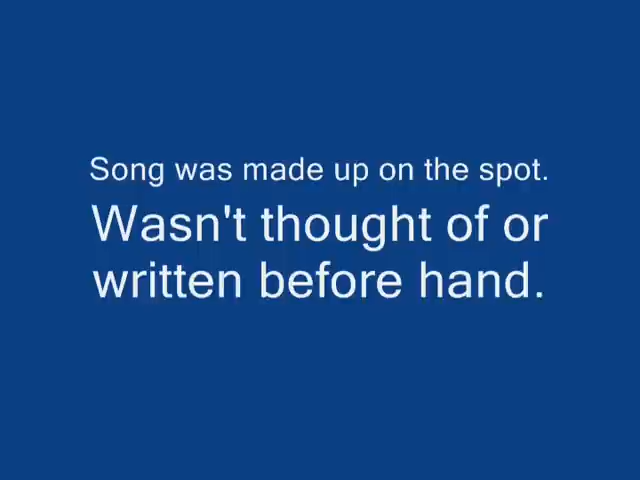 Song was made up on the spot.
Wasn't thought of or
written before hand.